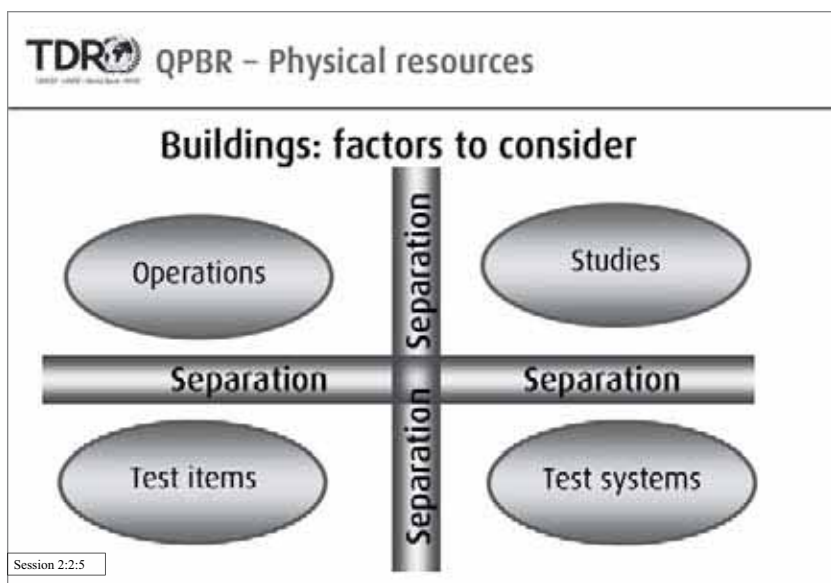 TDR QPBR – Physical resources
Buildings: factors to consider
Operations
Separation
Studies
Separation
Separation
Test items
Separation
Test systems
Session 2:2:5